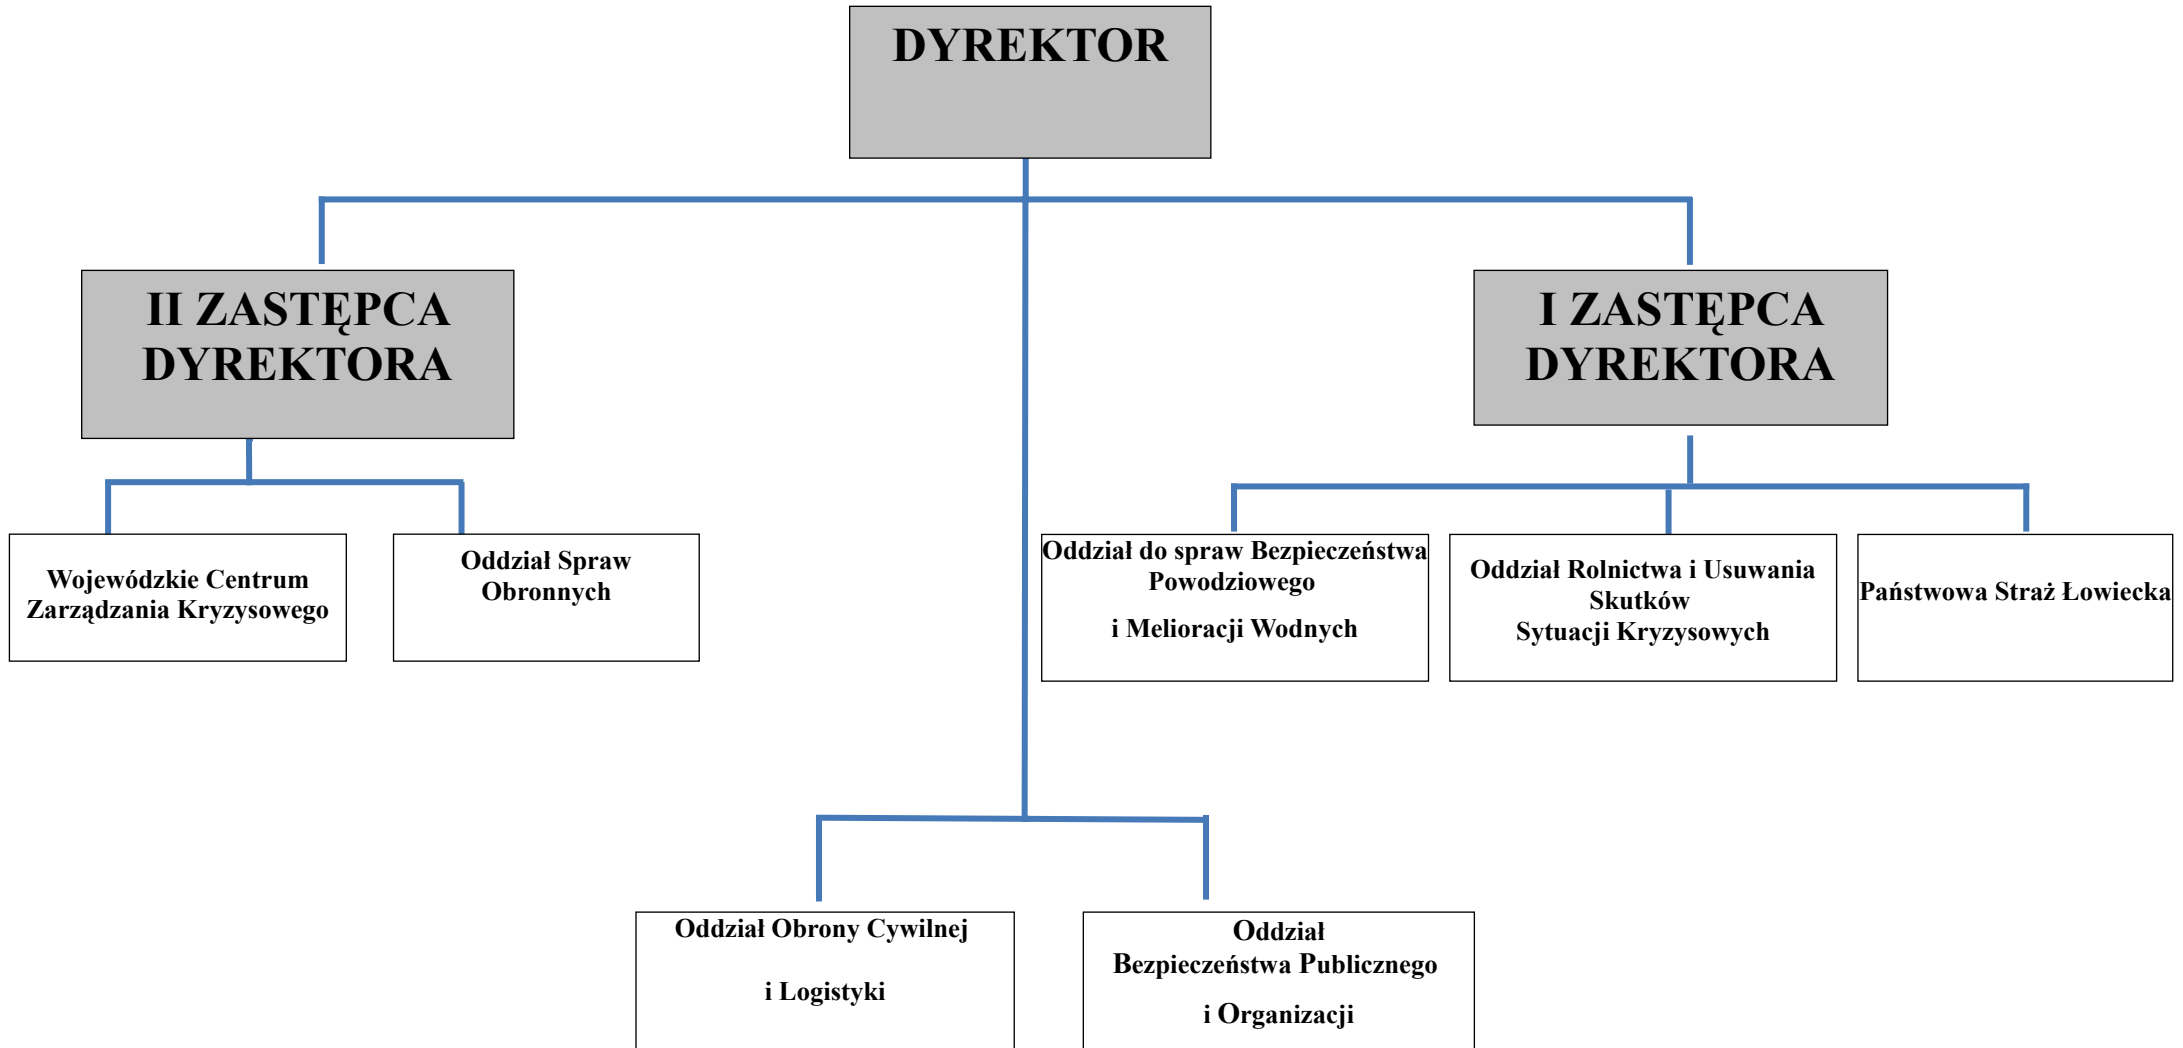 DYREKTOR
II ZASTĘPCA
DYREKTORA
I ZASTĘPCA
DYREKTORA
Wojewódzkie Centrum
Zarządzania Kryzysowego
Oddział Spraw
Obronnych
Oddział do spraw Bezpieczeństwa
Powodziowego
i Melioracji Wodnych
Oddział Rolnictwa i Usuwania
Skutków
Sytuacji Kryzysowych
Państwowa Straż Łowiecka
Oddział Obrony Cywilnej
i Logistyki
Oddział
Bezpieczeństwa Publicznego
i Organizacji